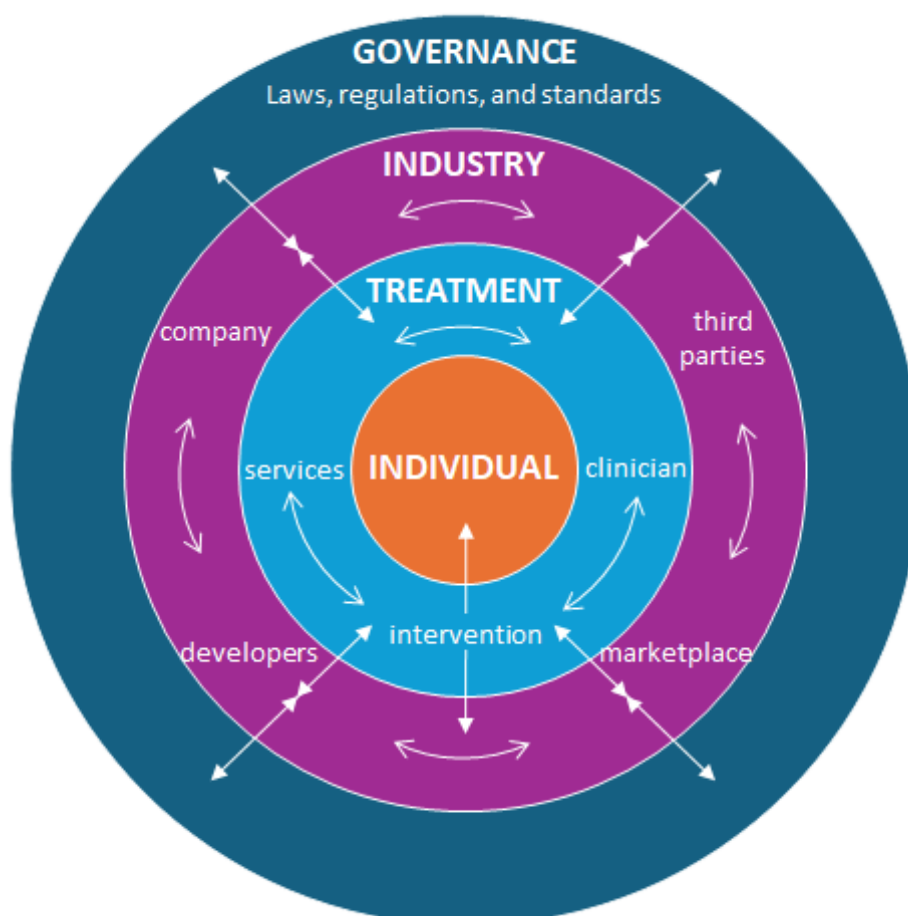 GOVERNANCE
Laws, regulations, and standards
INDUSTRY
TREATMENT
company
third
parties
services
INDIVIDUAL
clinician
intervention
developers
marketplace